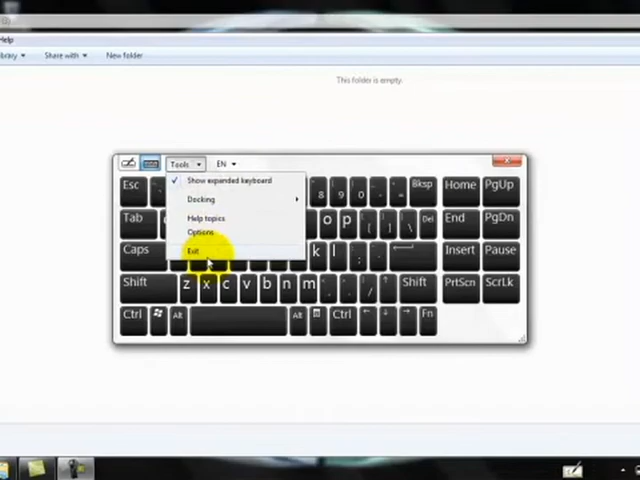 Help
Share with
New folder
This folder is empty.
Tools
EN
Show expanded keyboard
Docking
Help topics
Options
Exit
Esc
8 9 0
Bksp
Home
PgUp
Tab
o p
Del
End
PgDn
Caps
k l
Insert
Pause
Shift
z x c v b n m
Shift
PrtScn
ScrLk
Ctrl
Alt
Alt
Ctrl
Fn